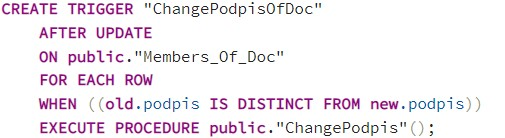 CREATE TRIGGER "ChangePodpisOfDoc"
AFTER UPDATE
ON public."Members_Of_Doc"
FOR EACH ROW
WHEN ((old.podpis IS DISTINCT FROM new.podpis))
EXECUTE PROCEDURE public."ChangePodpis"();